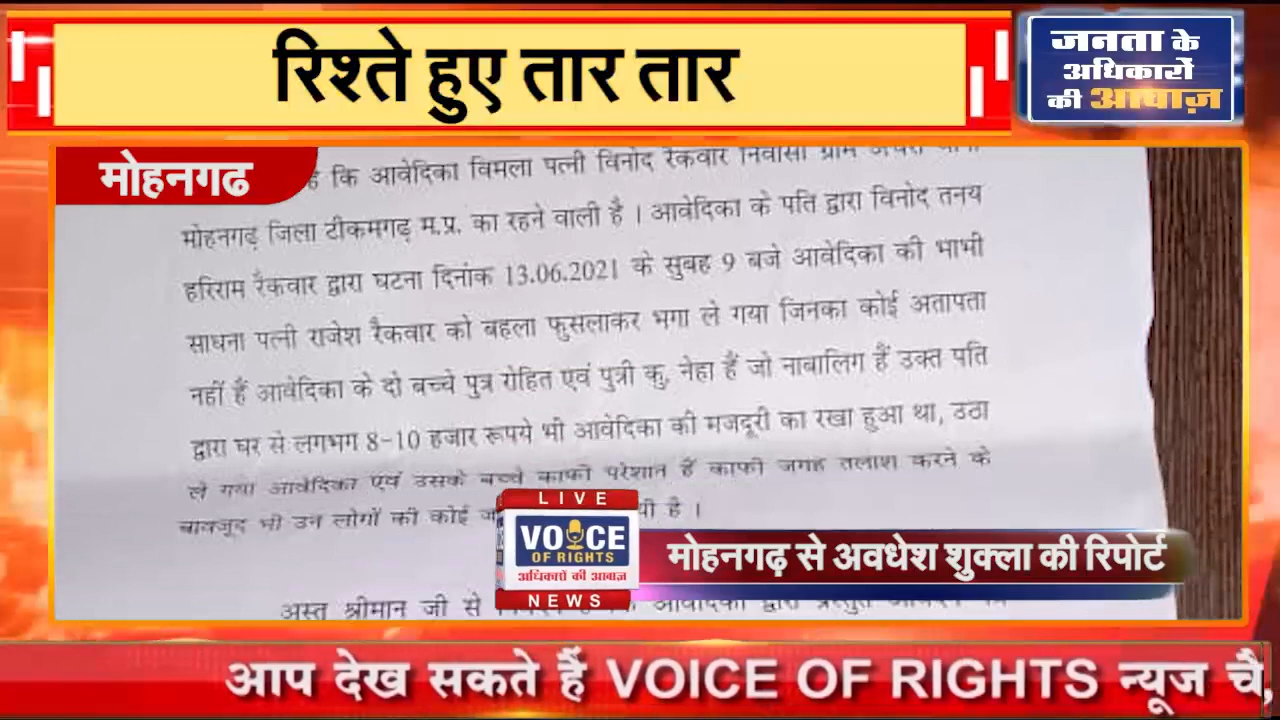 रिश्ते हुए तार तार
जनता के
अधिकारों
की आवाज़
मोहनगढ
है कि आवेदिका विमला पत्नी विनोद रैकवार निवासी ग्राम
मोहनगढ़ जिला टीकमगढ़ म.प्र. का रहने वाली है । आवेदिका के पति द्वारा विनोद तनय
हरिराम रैकवार द्वारा घटना दिनांक 13.06.2021 के सुबह 9 बजे आवेदिका की भाभी
साधना पत्नी राजेश रैकवार को बहला फुसलाकर भगा ले गया जिनका कोई अतापता
नहीं हैं आवेदिका के दो बच्चे पुत्र रोहित एवं पुत्री कु, नेहा हैं जो नाबालिग हैं उक्त पति
द्वारा घर से लगभग 8-10 हजार रूपये भी आवेदिका की मजदूरी का रखा हुआ था, उठा
ले गया आवेदिका एवं उसके बच्चे काफी परेशान हैं काफी जगह तलाश करने के
बावजूद भी उन लोगों की कोई है ।
अस्त श्रीमान जी से आवेदिका द्वारा प्रस्तुत
LIVE
VOICE
OF RIGHTS
अधिकारों की आवाज़
NEWS
मोहनगढ़ से अवधेश शुक्ला की रिपोर्ट
आप देख सकते हैं VOICE OF RIGHTS न्यूज चै